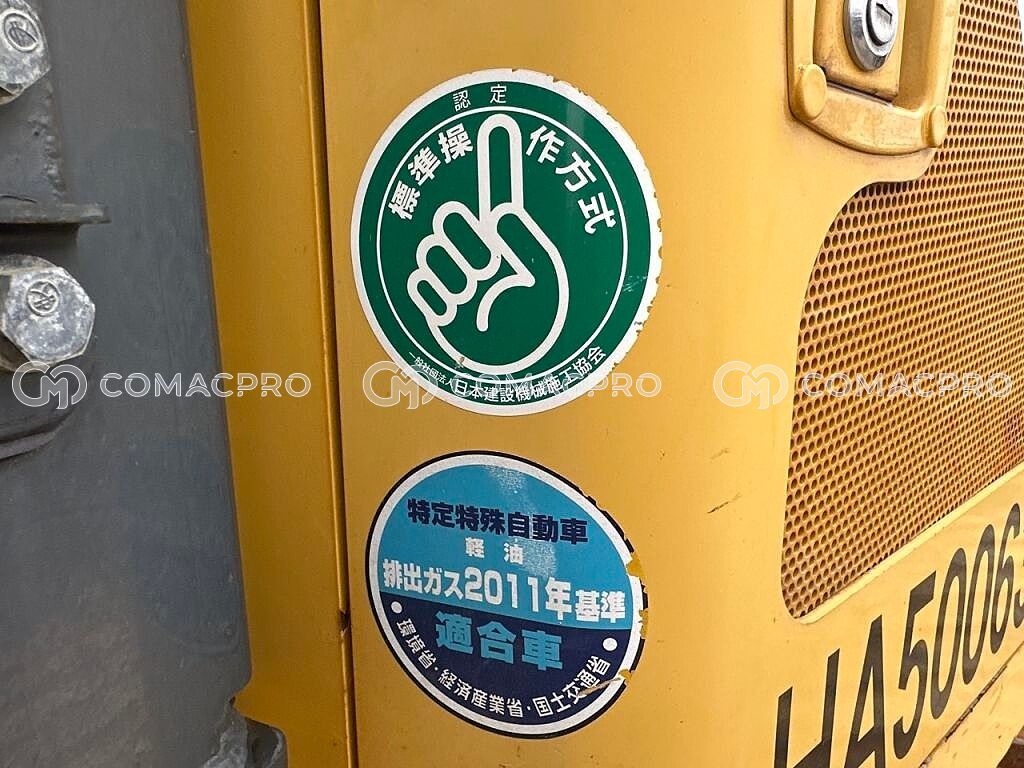 認定
標準操作方式
一般社団法人 日本建設機械施工協会
COMACPRO COMACPRO COMACPRO
特定特殊自動車
軽油
排出ガス2011年基準
適合車
環境省・経済産業省・国土交通省
HA50063